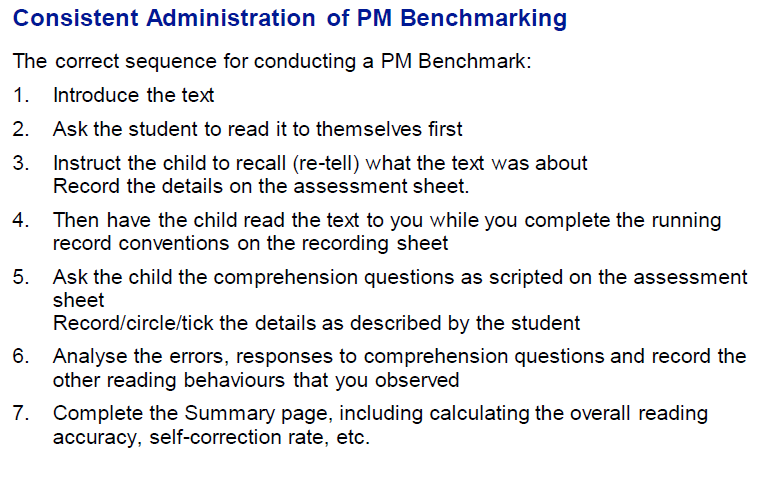 Consistent Administration of PM Benchmarking
The correct sequence for conducting a PM Benchmark:
1. Introduce the text
2. Ask the student to read it to themselves first
3. Instruct the child to recall (re-tell) what the text was about
Record the details on the assessment sheet.
4. Then have the child read the text to you while you complete the running
record conventions on the recording sheet
5. Ask the child the comprehension questions as scripted on the assessment
sheet
Record/circle/tick the details as described by the student
6. Analyse the errors, responses to comprehension questions and record the
other reading behaviours that you observed
7. Complete the Summary page, including calculating the overall reading
accuracy, self-correction rate, etc.